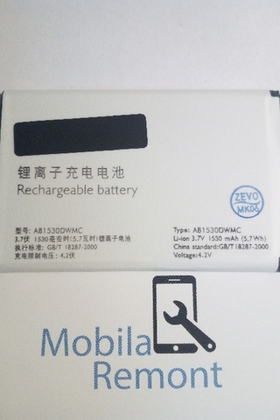 锂离子充电电池
Rechargeable battery
ZEVO
MK06
型号: AB1530DWMC
3.7伏 1530毫安时(5.7瓦时)锂离子电池
执行标准: GB/T 18287-2000
充电限制电压: 4.2伏
Type: AB1530DWMC
Li-ion 3.7V 1530 mAh (5.7Wh)
Cess standard:GB/T18287-2000
Voltage:4.2V
Mobila
Remont